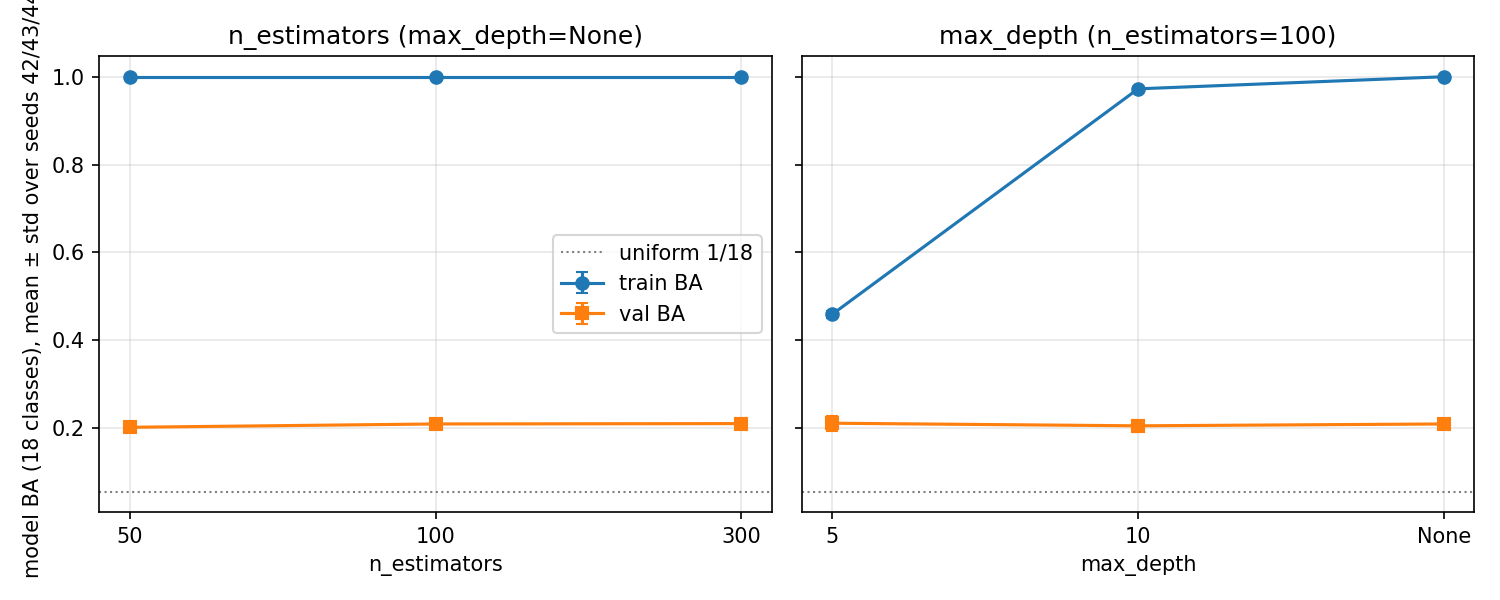 n_estimators (max_depth=None)
max_depth (n_estimators=100)
model BA (18 classes), mean ± std over seeds 42/43/44
1.0
0.8
0.6
0.4
0.2
uniform 1/18
train BA
val BA
50
100
300
n_estimators
5
10
None
max_depth